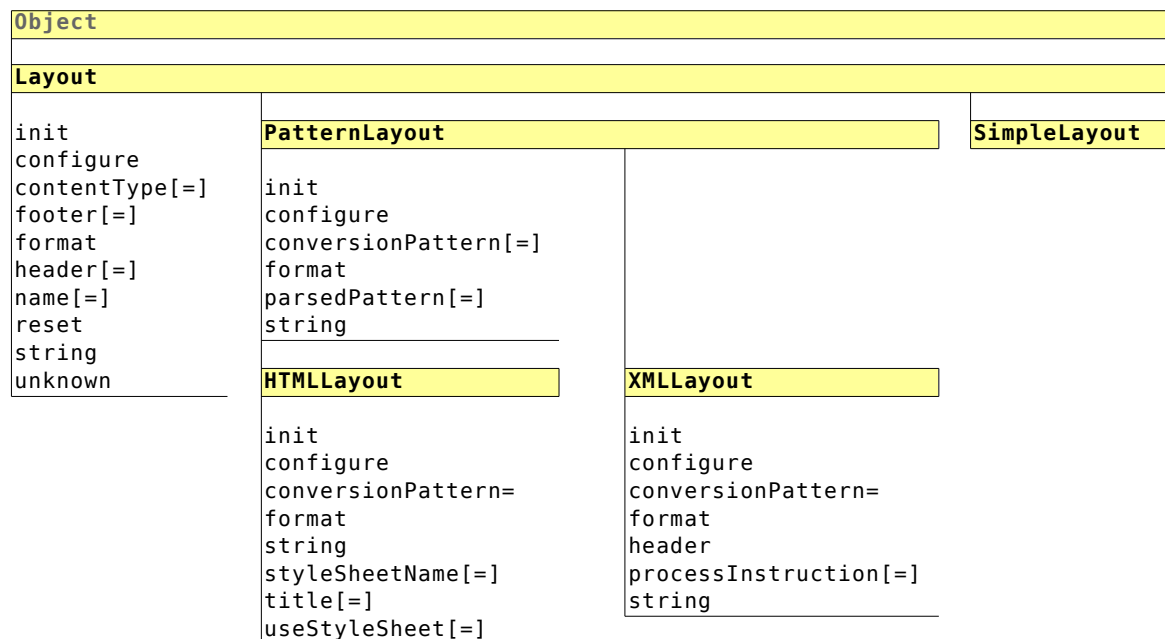 Object
Layout
init
configure
contentType[=]
footer[=]
format
header[=]
name[=]
reset
string
unknown
PatternLayout
init
configure
conversionPattern[=]
format
parsedPattern[=]
string
SimpleLayout
HTMLLayout
init
configure
conversionPattern=
format
string
styleSheetName[=]
title[=]
useStyleSheet[=]
XMLLayout
init
configure
conversionPattern=
format
header
processInstruction[=]
string